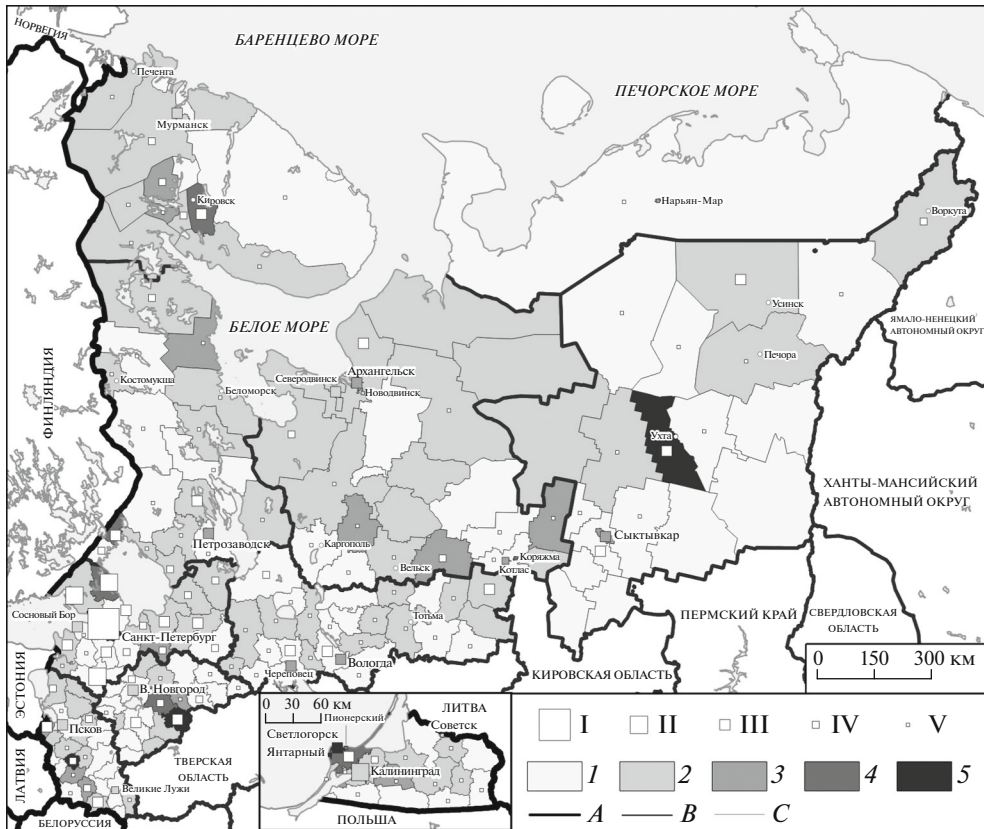 НОРВЕГИЯ
БАРЕНЦЕВО МОРЕ
Печенга
ПЕЧОРСКОЕ МОРЕ
Мурманск
Кировск
Нарьян-Мар
Воркута
ФИНЛЯНДИЯ
БЕЛОЕ МОРЕ
Усинск
ЯМАЛО-НЕНЕЦКИЙ
АВТОНОМНЫЙ ОКРУГ
Печора
Костомукша
Беломорск
Северодвинск
Архангельск
Новодвинск
Ухта
ХАНТЫ-МАНСИЙСКИЙ
АВТОНОМНЫЙ ОКРУГ
Петрозаводск
Каргополь
Вельск
Коряжма
Котлас
Сыктывкар
Сосновый Бор
Санкт-Петербург
Тотьма
ПЕРМСКИЙ КРАЙ
СВЕРДЛОВСКАЯ
ОБЛАСТЬ
ЭСТОНИЯ
Череповец
Вологда
КИРОВСКАЯ ОБЛАСТЬ
0 150 300 КМ
В. Новгород
Псков
ЛАТВИЯ
ТВЕРСКАЯ
ОБЛАСТЬ
Великие Лужи
БЕЛОРУССИЯ
0 30 60 КМ
Пионерский
ЛИТВА
Советск
Светлогорск
Янтарный
Калининград
ПОЛЬША
I II III IV V
1 2 3 4 5
A B C